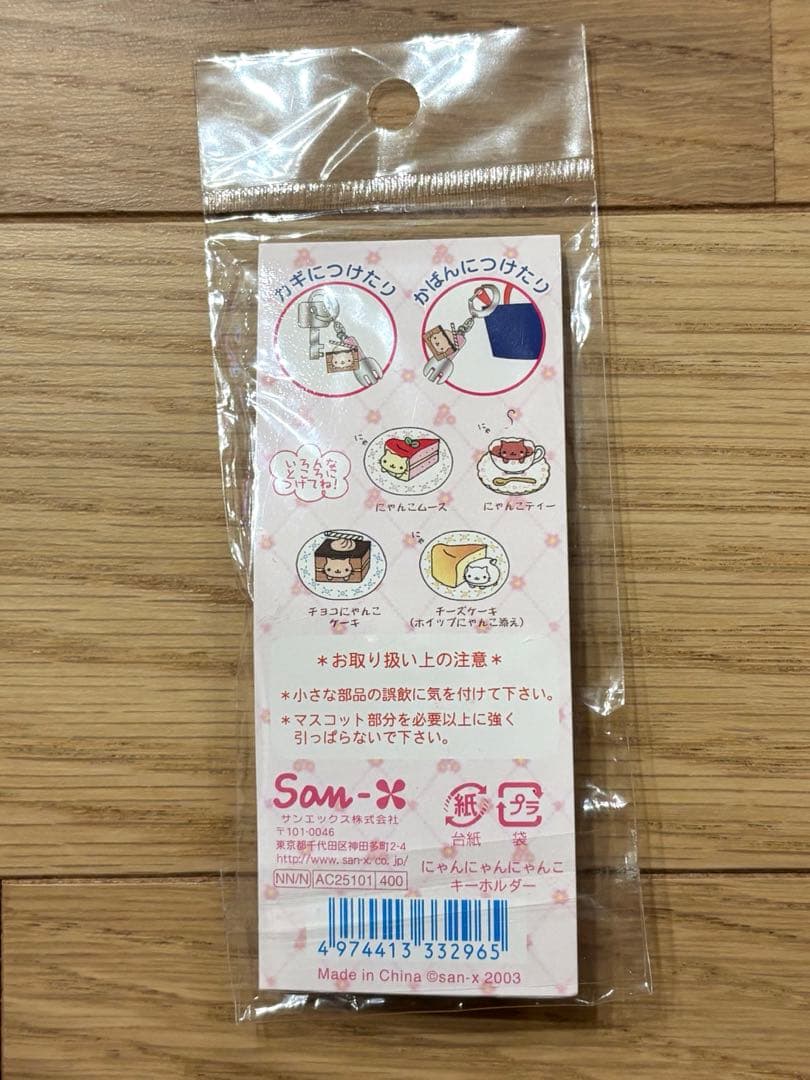 カギにつけたり
かばんにつけたり
いろんな
ところに
つけてね!
にゃ
にゃんこムース
にゃんこティー
チョコにゃんこ
ケーキ
にゃ
チーズケーキ
(ホイップにゃんこ添え)
*お取り扱い上の注意*
*小さな部品の誤飲に気を付けて下さい。
*マスコット部分を必要以上に強く
引っぱらないで下さい。
San-X
サンエックス株式会社
〒101-0046
東京都千代田区神田多町2-4
http://www.san-x.co.jp/
NN/N AC25101 400
紙
台紙
プラ
袋
にゃんにゃんにゃんこ
キーホルダー
4 974413 332965
Made in China ©san-x 2003